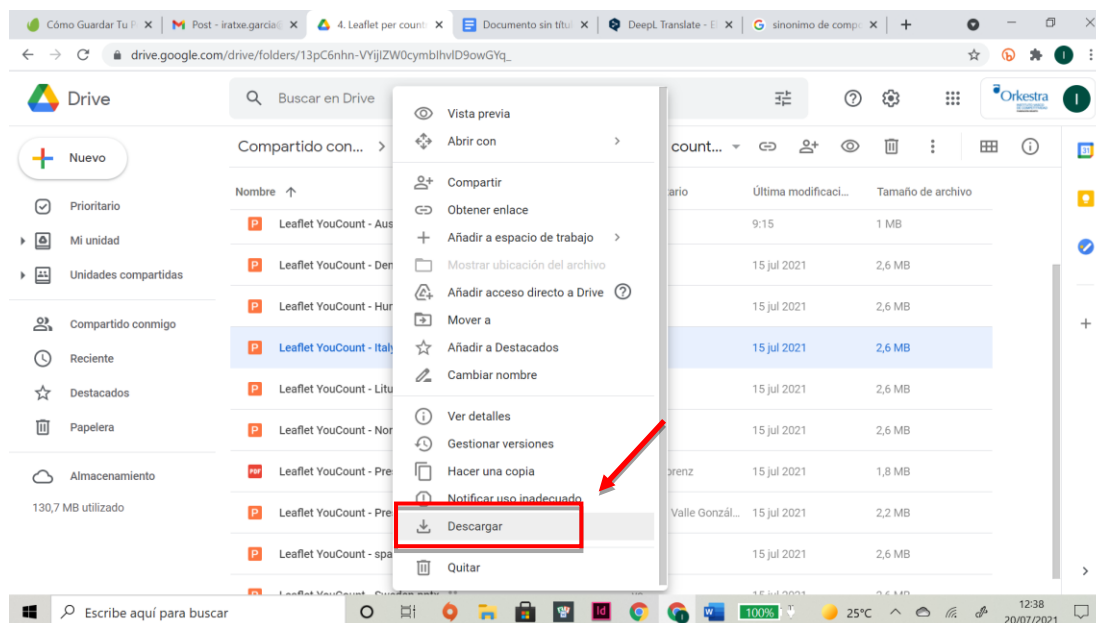 Cómo Guardar Tu P
Post - iratxe.garcia@
4. Leaflet per countr
Documento sin títul
DeepL Translate - E
sinonimo de compo
drive.google.com/drive/folders/13pC6nhn-VYijIZW0cymbIhvlD9owGYq_
Drive
Buscar en Drive
Orkestra
I
Nuevo
Prioritario
Mi unidad
Unidades compartidas
Compartido conmigo
Reciente
Destacados
Papelera
Almacenamiento
130,7 MB utilizado
Compartido con...
count...
Nombre
ario
Última modificaci...
Tamaño de archivo
Leaflet YouCount - Aus
9:15
1 MB
Leaflet YouCount - Den
15 jul 2021
2,6 MB
Leaflet YouCount - Hun
15 jul 2021
2,6 MB
Leaflet YouCount - Italy
15 jul 2021
2,6 MB
Leaflet YouCount - Litu
15 jul 2021
2,6 MB
Leaflet YouCount - Nor
15 jul 2021
2,6 MB
Leaflet YouCount - Pre
orenz
15 jul 2021
1,8 MB
Leaflet YouCount - Pre
Valle Gonzál...
15 jul 2021
2,2 MB
Leaflet YouCount - spa
15 jul 2021
2,6 MB
Vista previa
Abrir con
Compartir
Obtener enlace
Añadir a espacio de trabajo
Mostrar ubicación del archivo
Añadir acceso directo a Drive
Mover a
Añadir a Destacados
Cambiar nombre
Ver detalles
Gestionar versiones
Hacer una copia
Notificar uso inadecuado
Descargar
Quitar
Escribe aquí para buscar
100%
25°C
12:38
20/07/2021